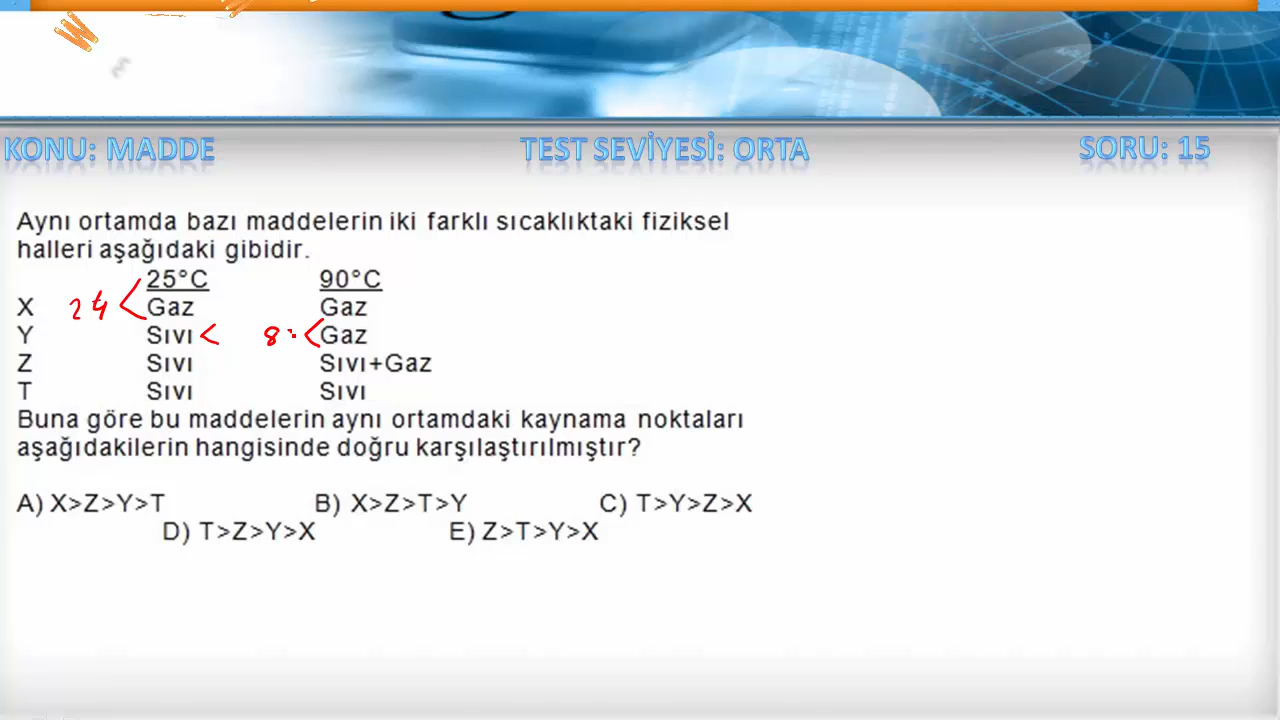 KONU: MADDE TEST SEVİYESİ: ORTA SORU: 15
Aynı ortamda bazı maddelerin iki farklı sıcaklıktaki fiziksel
halleri aşağıdaki gibidir.
25°C 90°C
X 24 < Gaz Gaz
Y Sıvı < 8 < Gaz
Z Sıvı Sıvı+Gaz
T Sıvı Sıvı
Buna göre bu maddelerin aynı ortamdaki kaynama noktaları
aşağıdakilerin hangisinde doğru karşılaştırılmıştır?
A) X>Z>Y>T B) X>Z>T>Y C) T>Y>Z>X
D) T>Z>Y>X E) Z>T>Y>X